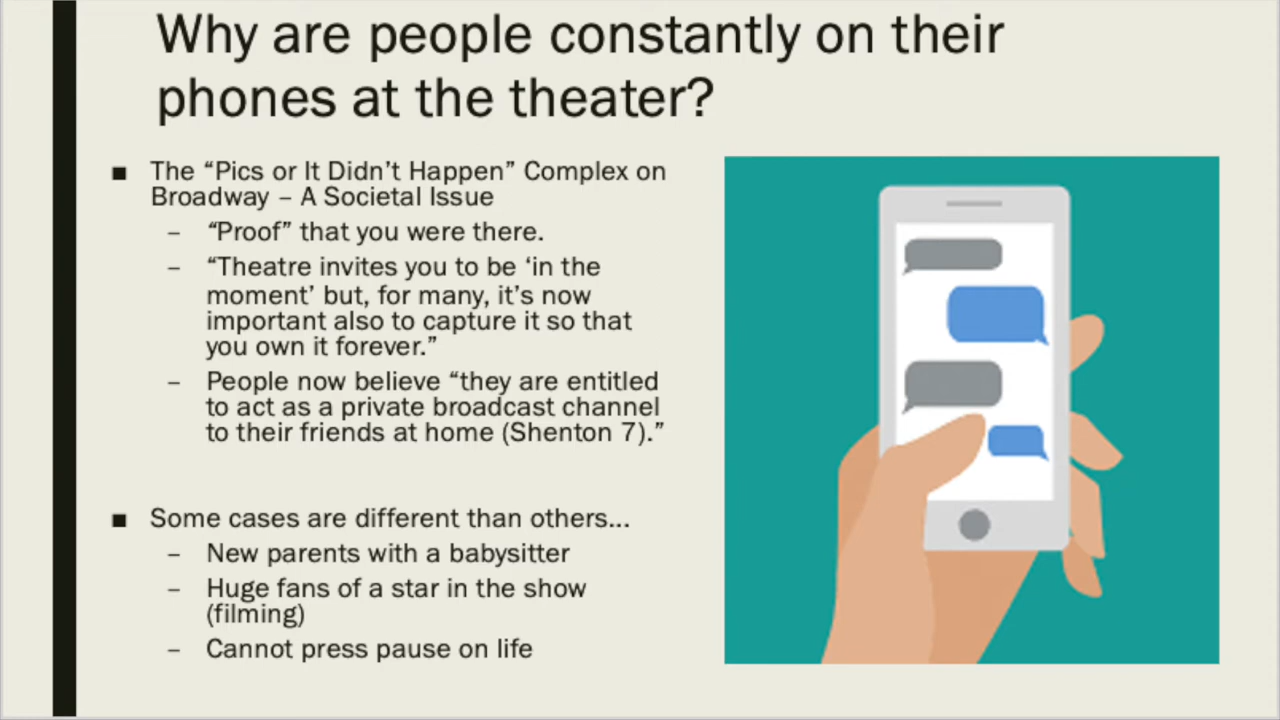 Why are people constantly on their
phones at the theater?
■ The “Pics or It Didn’t Happen” Complex on
Broadway – A Societal Issue
– “Proof” that you were there.
– “Theatre invites you to be ‘in the
moment’ but, for many, it’s now
important also to capture it so that
you own it forever.”
– People now believe “they are entitled
to act as a private broadcast channel
to their friends at home (Shenton 7).”
■ Some cases are different than others...
– New parents with a babysitter
– Huge fans of a star in the show
(filming)
– Cannot press pause on life